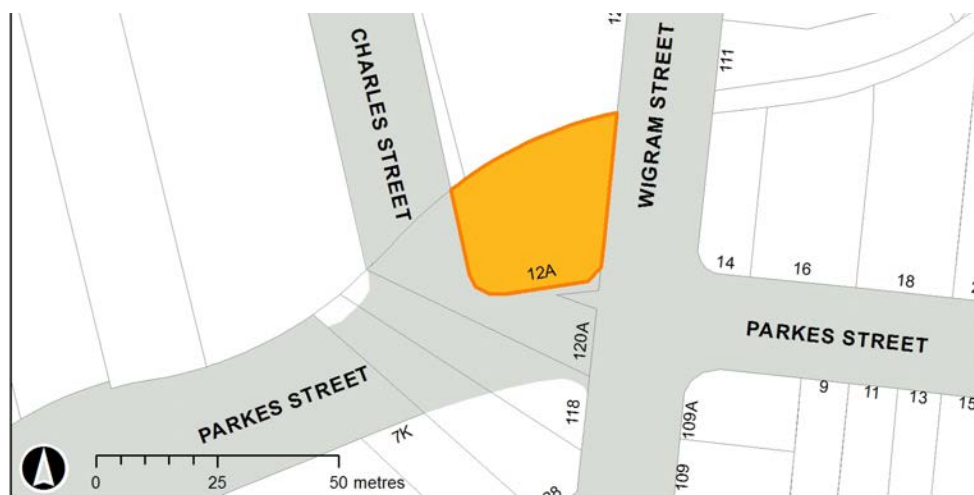 CHARLES STREET
WIGRAM STREET
111
12A
14
16
18
PARKES STREET
120A
118
PARKES STREET
7K
109A
109
9
11
13
15
0 25 50 metres